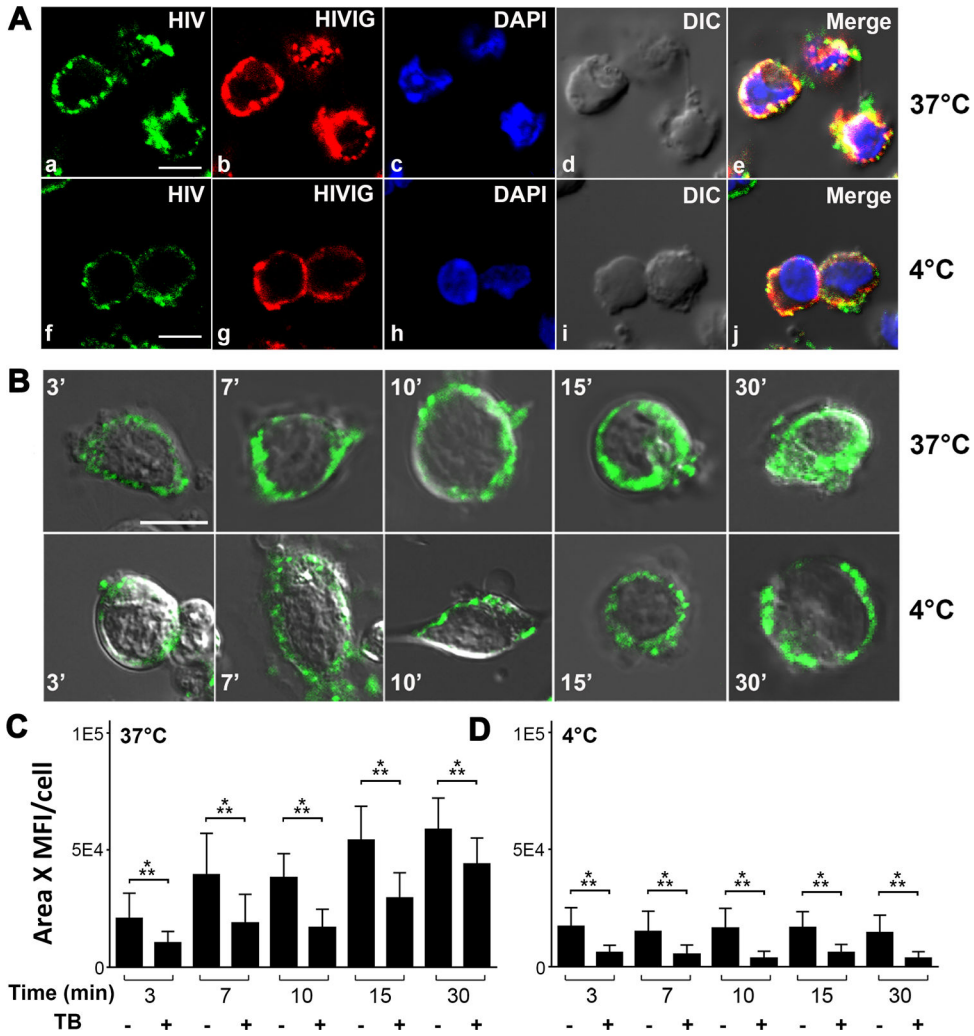 A
HIV HIVIG DAPI DIC Merge
37°C
a b c d e
HIV HIVIG DAPI DIC Merge
4°C
f g h i j
B
3’ 7’ 10’ 15’ 30’
37°C
4°C
3’ 7’ 10’ 15’ 30’
C 37°C
D 4°C
Area X MFI/cell
1E5 1E5
5E4 5E4
0 0
* ** * ** * ** * ** * **
* ** * ** * ** * ** * **
Time (min) 3 7 10 15 30 3 7 10 15 30
TB - + - + - + - + - + - + - + - + - + - +